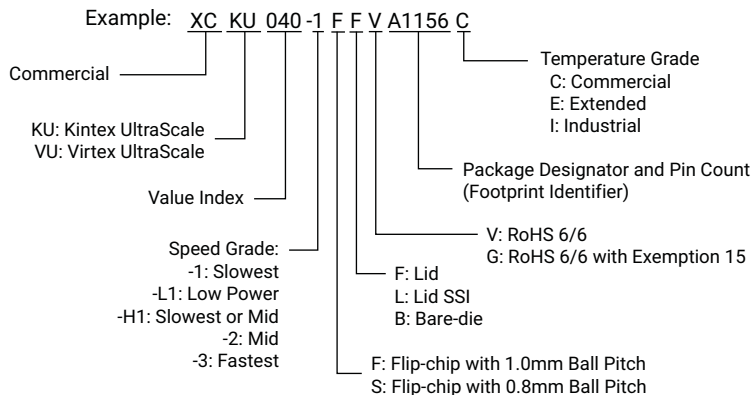 Example: XC KU 040 -1 F F V A1156 C
Commercial
KU: Kintex UltraScale
VU: Virtex UltraScale
Value Index
Speed Grade:
-1: Slowest
-L1: Low Power
-H1: Slowest or Mid
-2: Mid
-3: Fastest
Temperature Grade
C: Commercial
E: Extended
I: Industrial
Package Designator and Pin Count
(Footprint Identifier)
V: RoHS 6/6
G: RoHS 6/6 with Exemption 15
F: Lid
L: Lid SSI
B: Bare-die
F: Flip-chip with 1.0mm Ball Pitch
S: Flip-chip with 0.8mm Ball Pitch